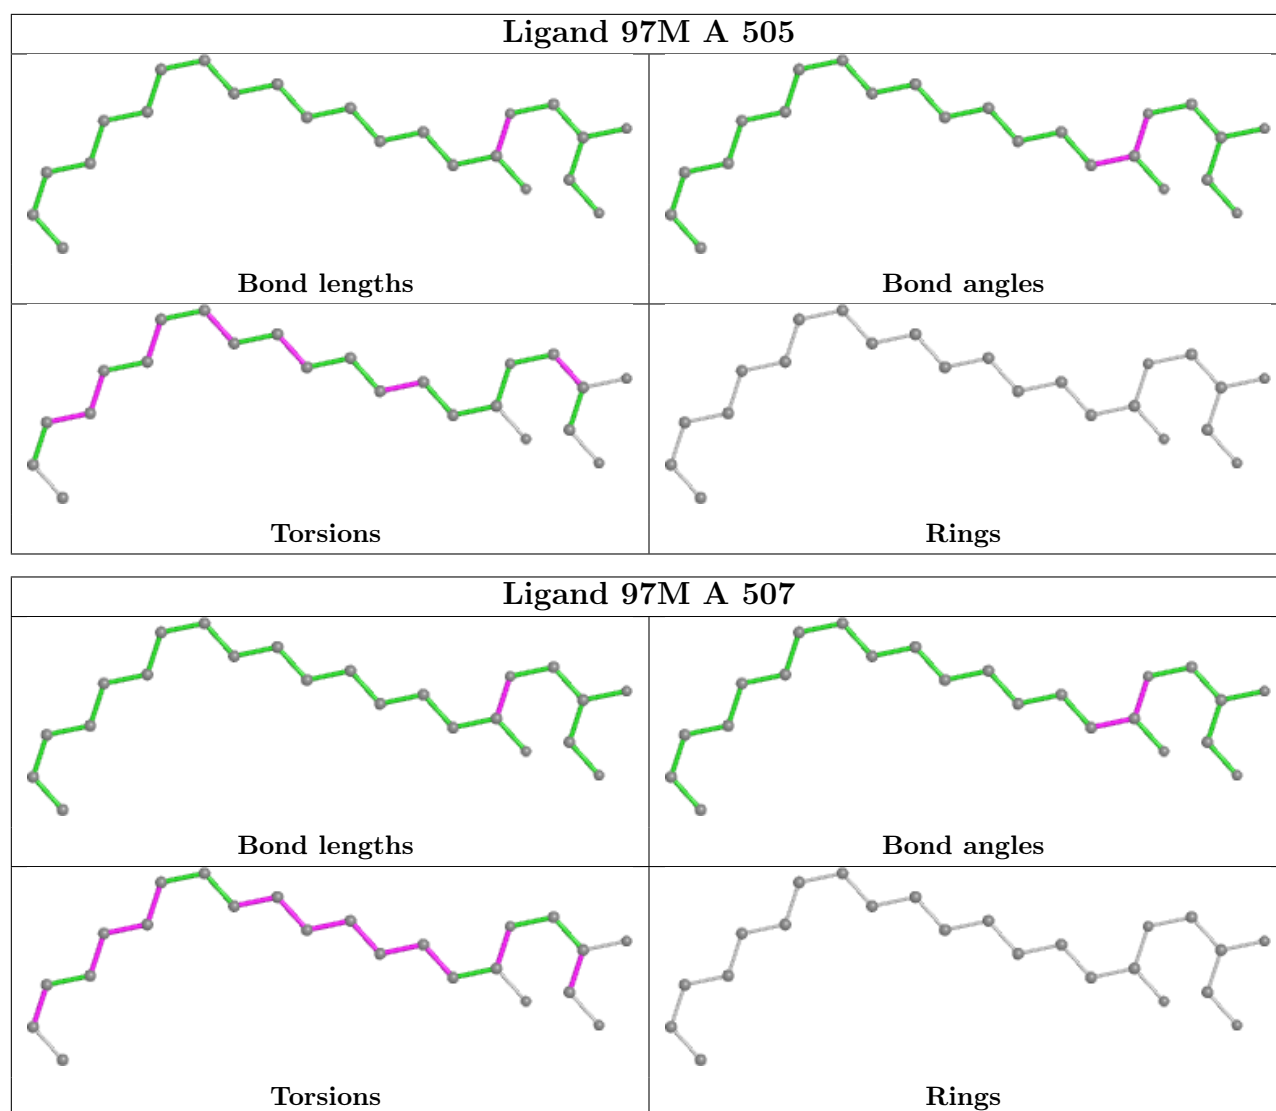 Ligand 97M A 505
Bond lengths
Bond angles
Torsions
Rings
Ligand 97M A 507
Bond lengths
Bond angles
Torsions
Rings